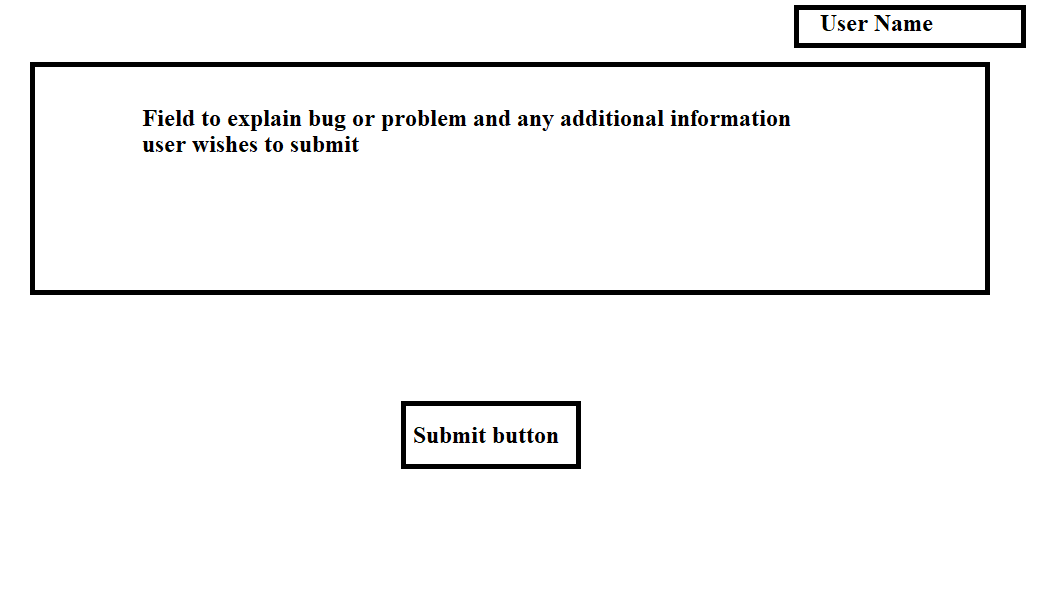 User Name
Field to explain bug or problem and any additional information
user wishes to submit
Submit button